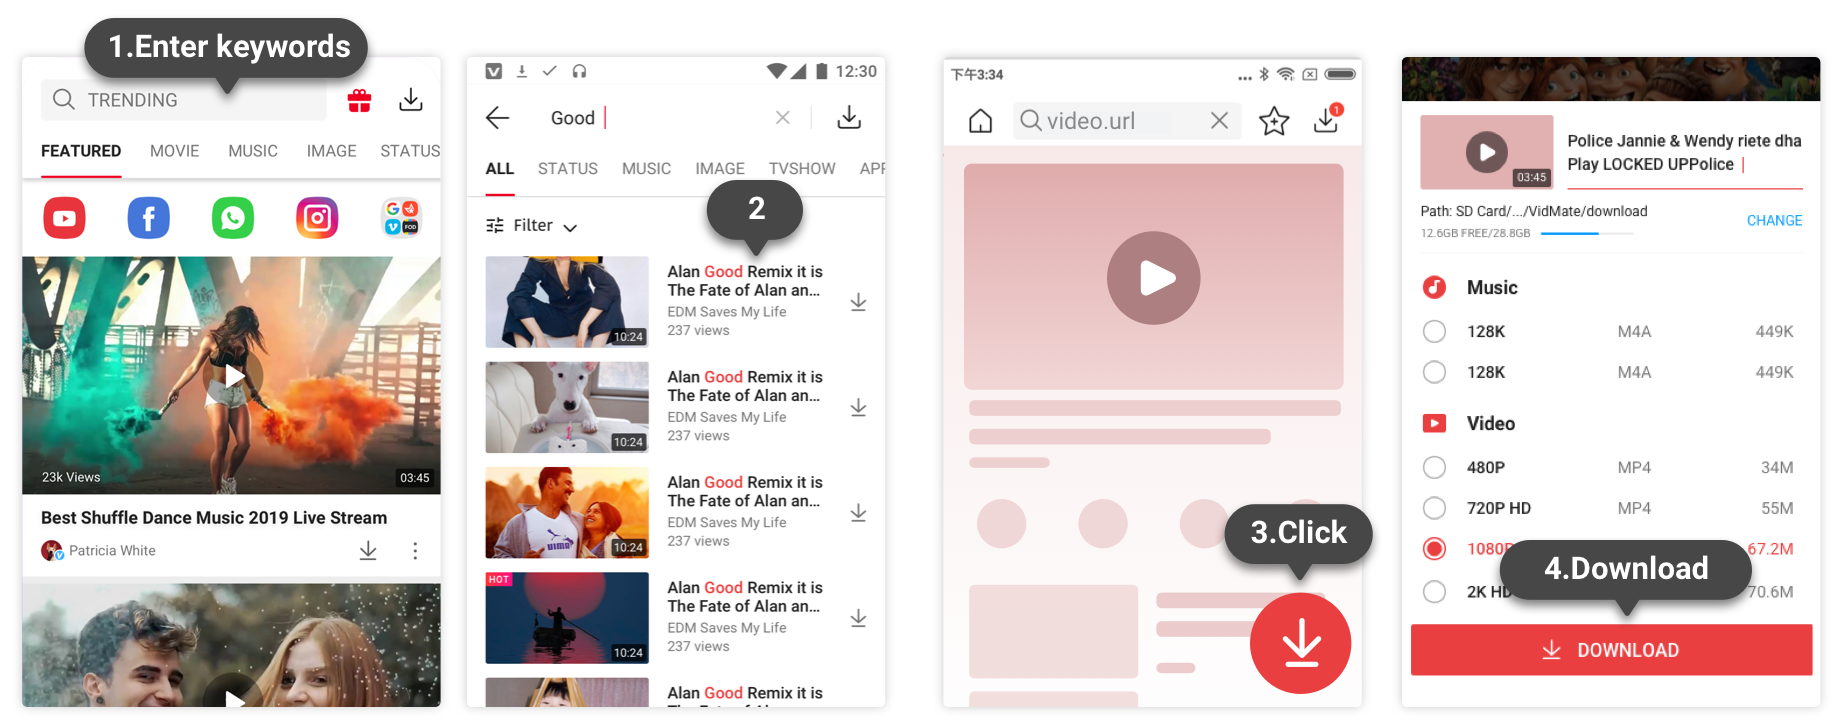 1.Enter keywords
TRENDING
FEATURED MOVIE MUSIC IMAGE STATUS
23k Views
03:45
Best Shuffle Dance Music 2019 Live Stream
Patricia White
12:30
Good
ALL STATUS MUSIC IMAGE TVSHOW APP
2
Filter
10:24
Alan Good Remix it is
The Fate of Alan an...
EDM Saves My Life
237 views
10:24
Alan Good Remix it is
The Fate of Alan an...
EDM Saves My Life
237 views
10:24
Alan Good Remix it is
The Fate of Alan an...
EDM Saves My Life
237 views
HOT
10:24
Alan Good Remix it is
The Fate of Alan an...
EDM Saves My Life
237 views
Alan Good Remix it is
下午3:34
video.url
1
3.Click
03:45
Police Jannie & Wendy riete dha
Play LOCKED UPPolice
Path: SD Card/.../VidMate/download
12.6GB FREE/28.8GB
CHANGE
Music
128K M4A 449K
128K M4A 449K
Video
480P MP4 34M
720P HD MP4 55M
1080P 67.2M
4.Download
2K HD 70.6M
DOWNLOAD